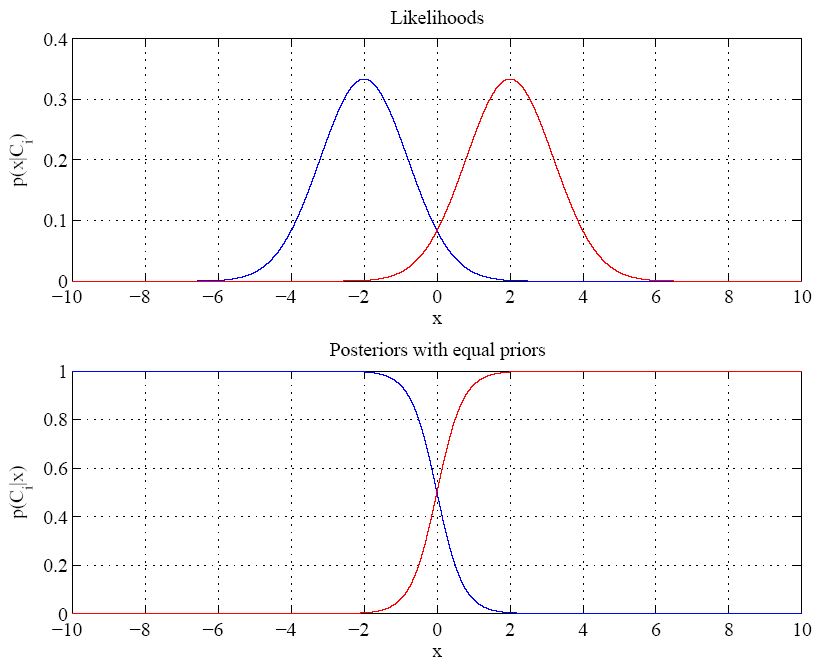 Likelihoods
0.4
0.3
0.2
0.1
0
p(x|C_i)
−10 −8 −6 −4 −2 0 2 4 6 8 10
x
Posteriors with equal priors
1
0.8
0.6
0.4
0.2
0
p(C_i|x)
−10 −8 −6 −4 −2 0 2 4 6 8 10
x